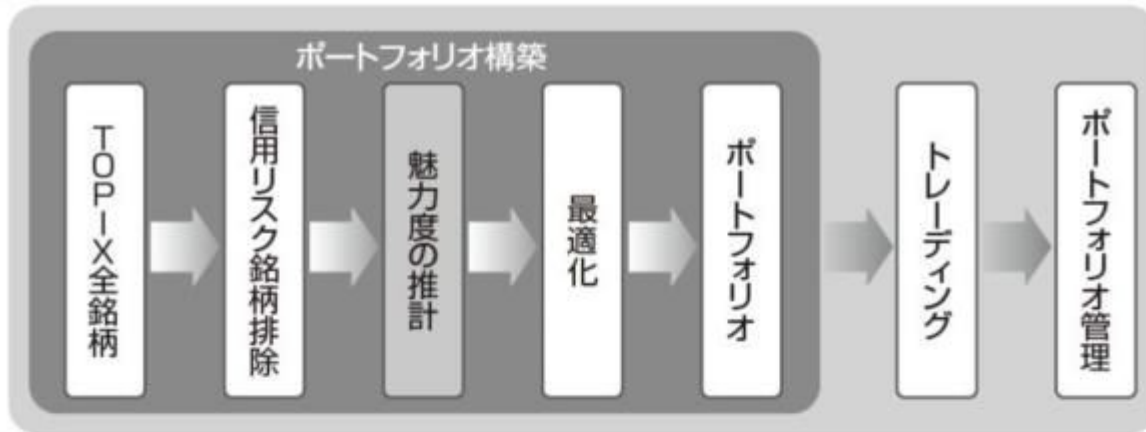 ポートフォリオ構築
TOPIX全銘柄
信用リスク銘柄排除
魅力度の推計
最適化
ポートフォリオ
トレーディング
ポートフォリオ管理